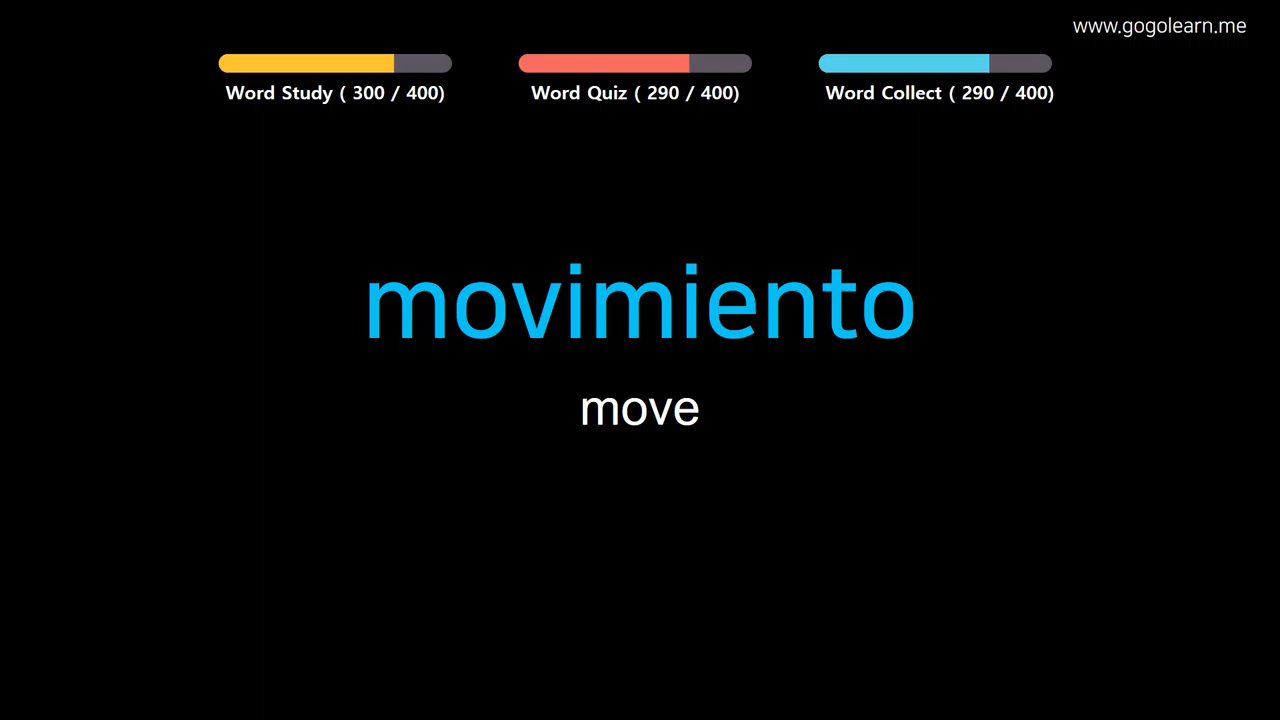 www.gogolearn.me
Word Study ( 300 / 400)
Word Quiz ( 290 / 400)
Word Collect ( 290 / 400)
movimiento
move